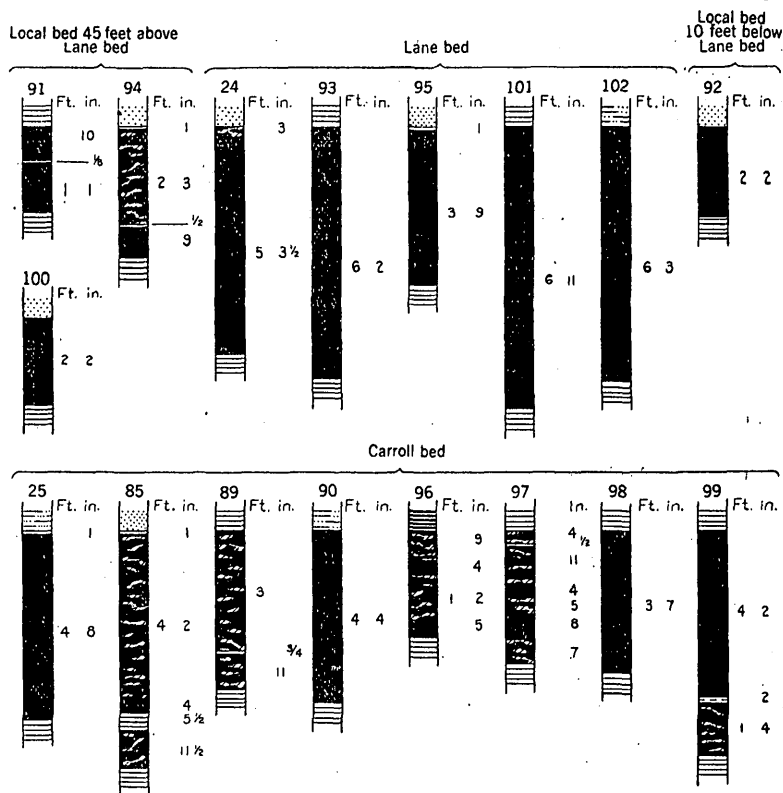 Local bed 45 feet above
Lane bed
Lane bed
Local bed
10 feet below
Lane bed
91
Ft. in.
10
⅛
1 1
94
Ft. in.
1
2 3
½
9
24
Ft. in.
3
5 3½
93
Ft. in.
6 2
95
Ft. in.
1
3 9
101
Ft. in.
6 11
102
Ft. in.
6 3
92
Ft. in.
2 2
100
Ft. in.
2 2
Carroll bed
25
Ft. in.
1
4 8
85
Ft. in.
1
4 2
4
5½
11½
89
Ft. in.
3
¾
11
90
Ft. in.
4 4
96
Ft. in.
9
4
1 2
5
97
In.
4
½
11
4
5
8
7
98
Ft. in.
3 7
99
Ft. in.
4 2
2
1 4